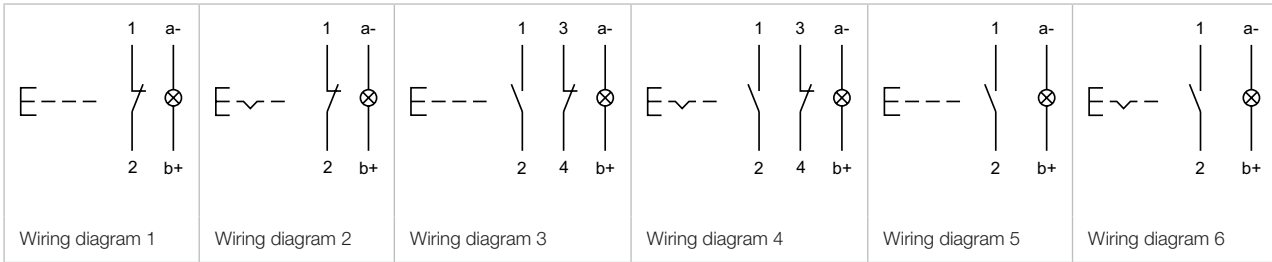 1 a-
2 b+
Wiring diagram 1
1 a-
2 b+
Wiring diagram 2
1 3 a-
2 4 b+
Wiring diagram 3
1 3 a-
2 4 b+
Wiring diagram 4
1 a-
2 b+
Wiring diagram 5
1 a-
2 b+
Wiring diagram 6